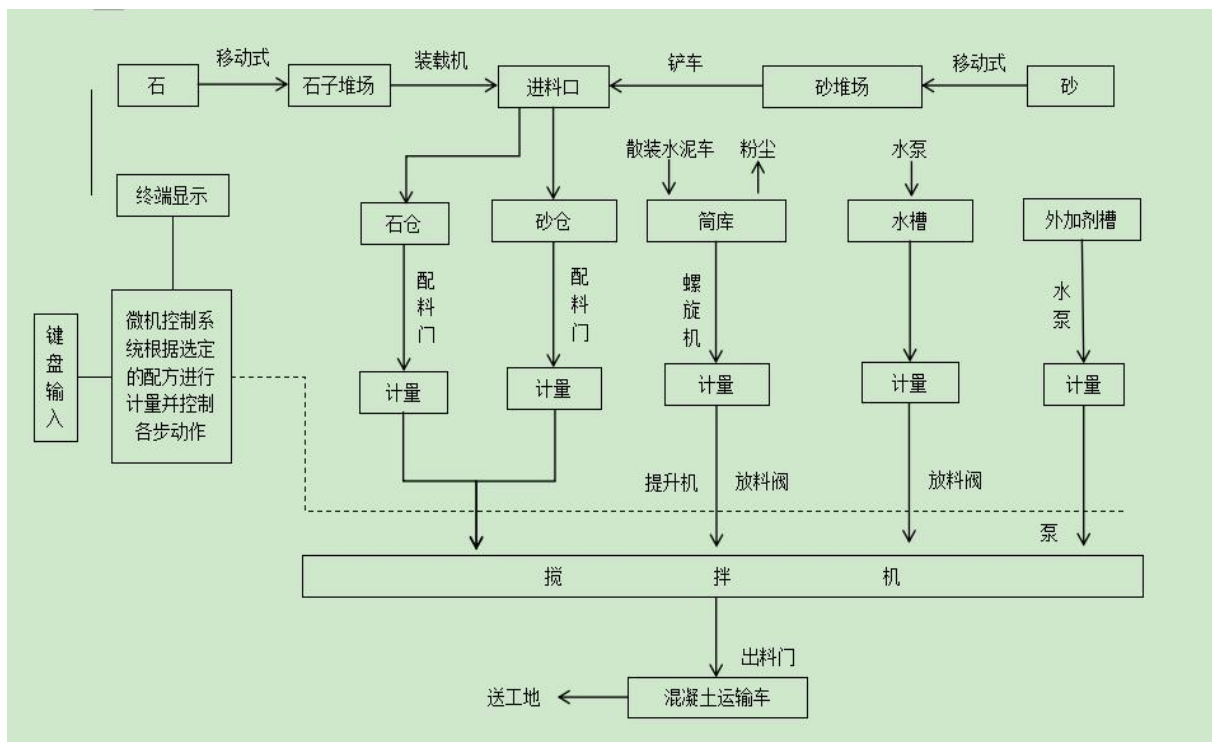 移动式
装载机
铲车
移动式
石
石子堆场
进料口
砂堆场
砂
散装水泥车
粉尘
水泵
终端显示
石仓
砂仓
筒库
水槽
外加剂槽
配料门
配料门
螺旋机
水泵
键盘输入
微机控制系
统根据选定
的配方进行
计量并控制
各步动作
计量
计量
计量
计量
计量
提升机
放料阀
放料阀
泵
搅拌机
出料门
送工地
混凝土运输车